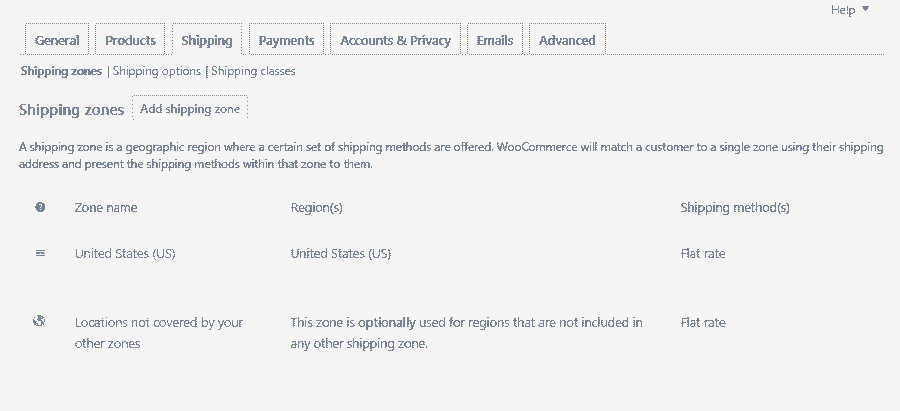 Help ▼
General Products Shipping Payments Accounts & Privacy Emails Advanced
Shipping zones | Shipping options | Shipping classes
Shipping zones Add shipping zone
A shipping zone is a geographic region where a certain set of shipping methods are offered. WooCommerce will match a customer to a single zone using their shipping
address and present the shipping methods within that zone to them.
Zone name Region(s) Shipping method(s)
United States (US) United States (US) Flat rate
Locations not covered by your This zone is optionally used for regions that are not included in Flat rate
other zones any other shipping zone.